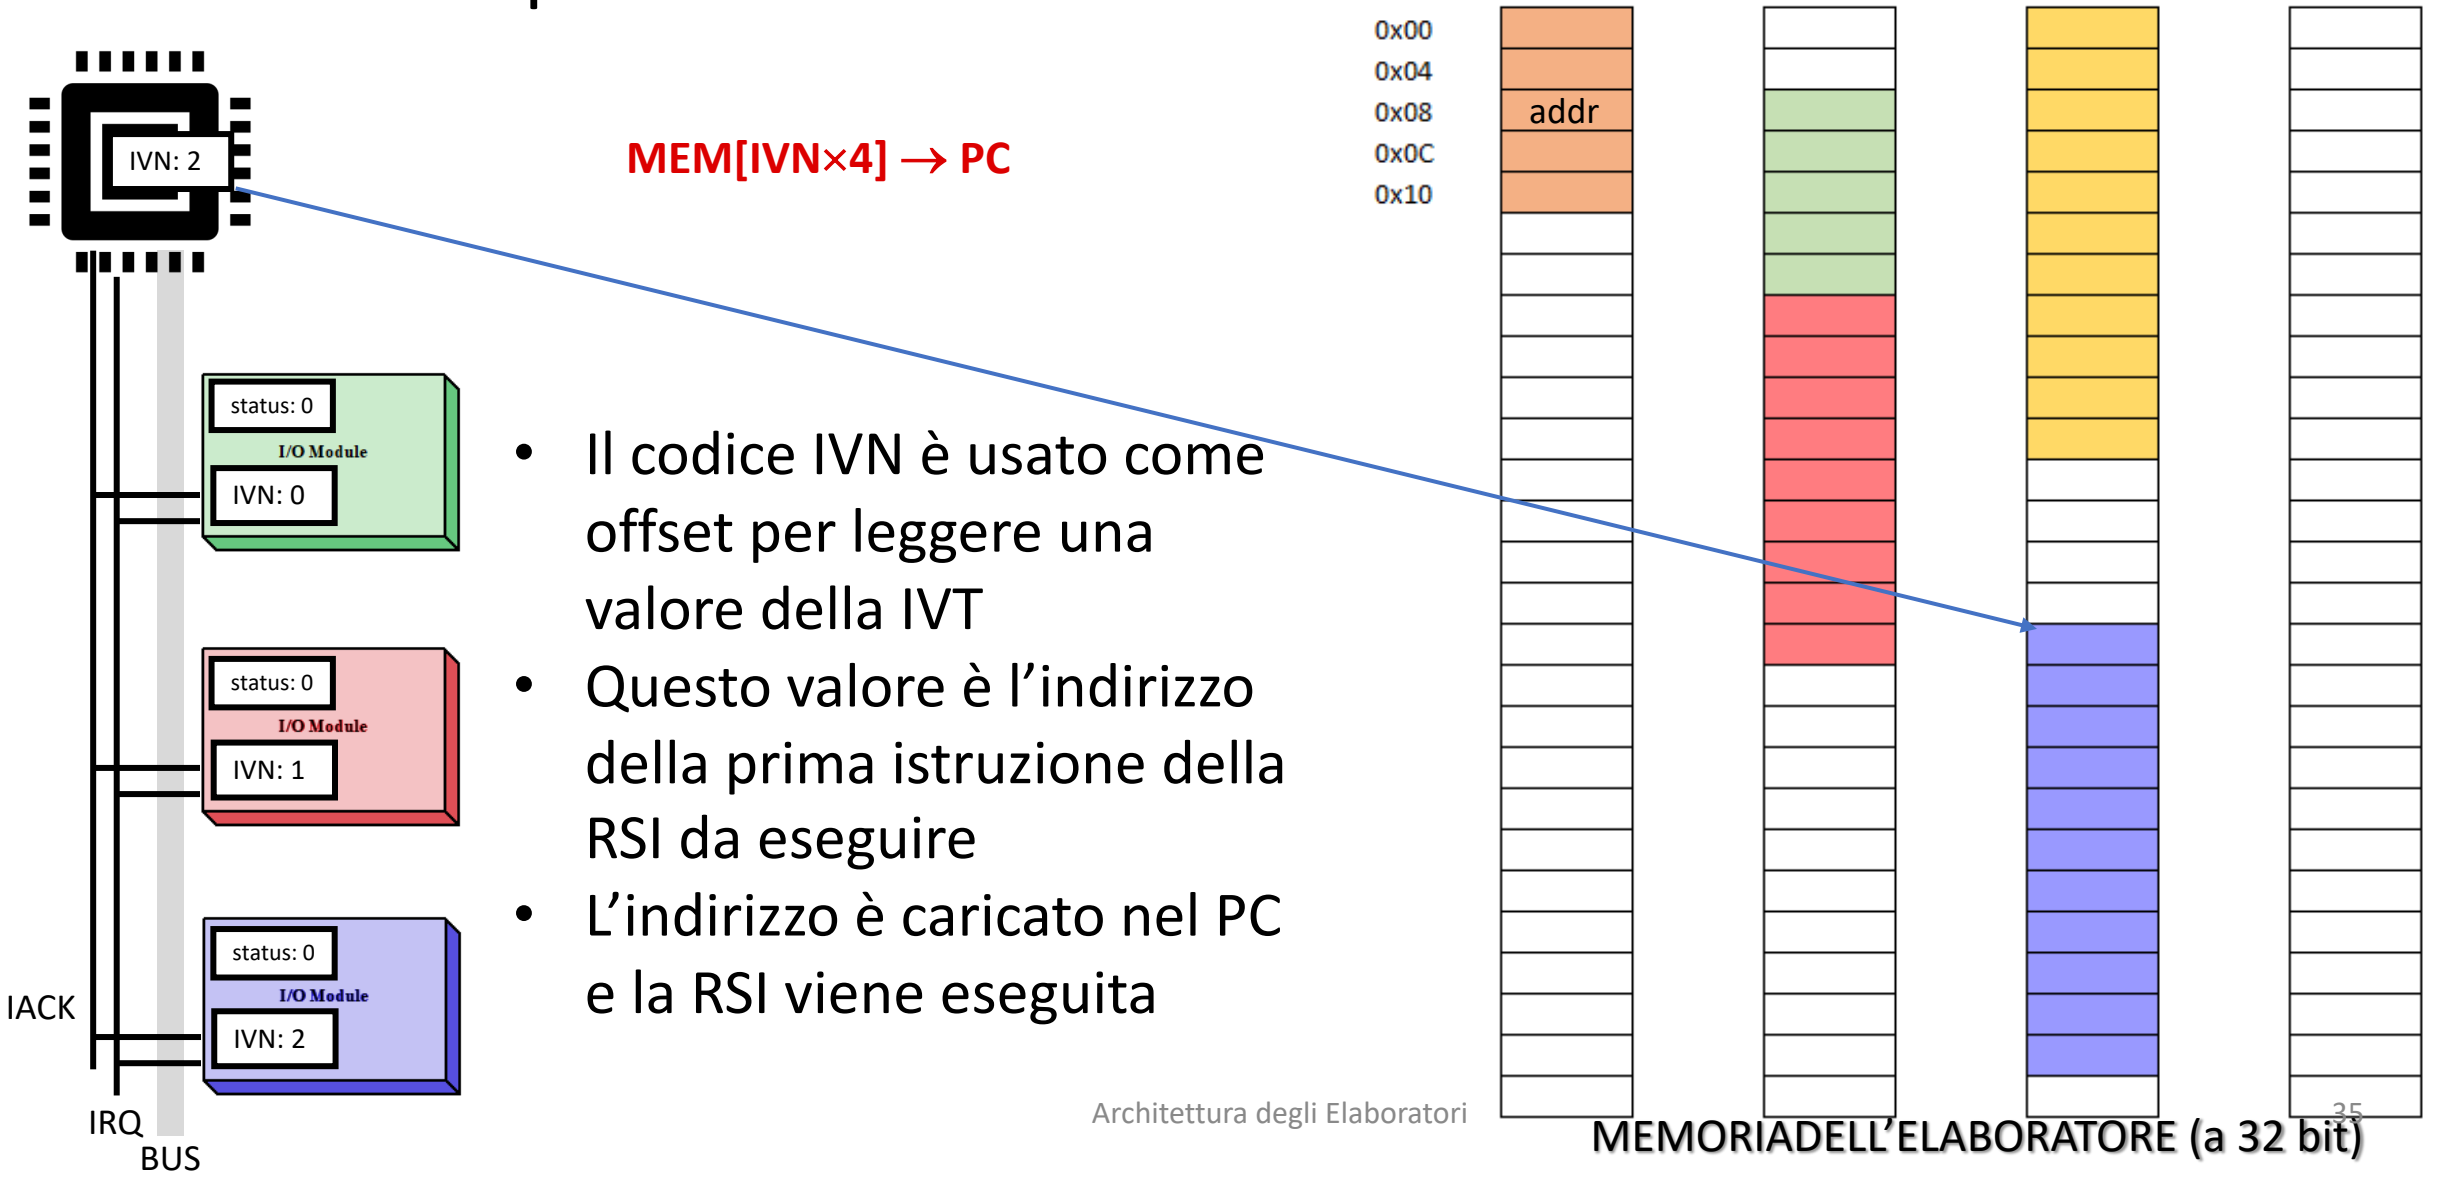 IVN: 2
MEM[IVN×4] → PC
0x00
0x04
0x08
0x0C
0x10
addr
status: 0
I/O Module
IVN: 0
status: 0
I/O Module
IVN: 1
status: 0
I/O Module
IVN: 2
IACK
IRQ
BUS
• Il codice IVN è usato come
offset per leggere una
valore della IVT
• Questo valore è l’indirizzo
della prima istruzione della
RSI da eseguire
• L’indirizzo è caricato nel PC
e la RSI viene eseguita
Architettura degli Elaboratori
35
MEMORIADELL’ELABORATORE (a 32 bit)